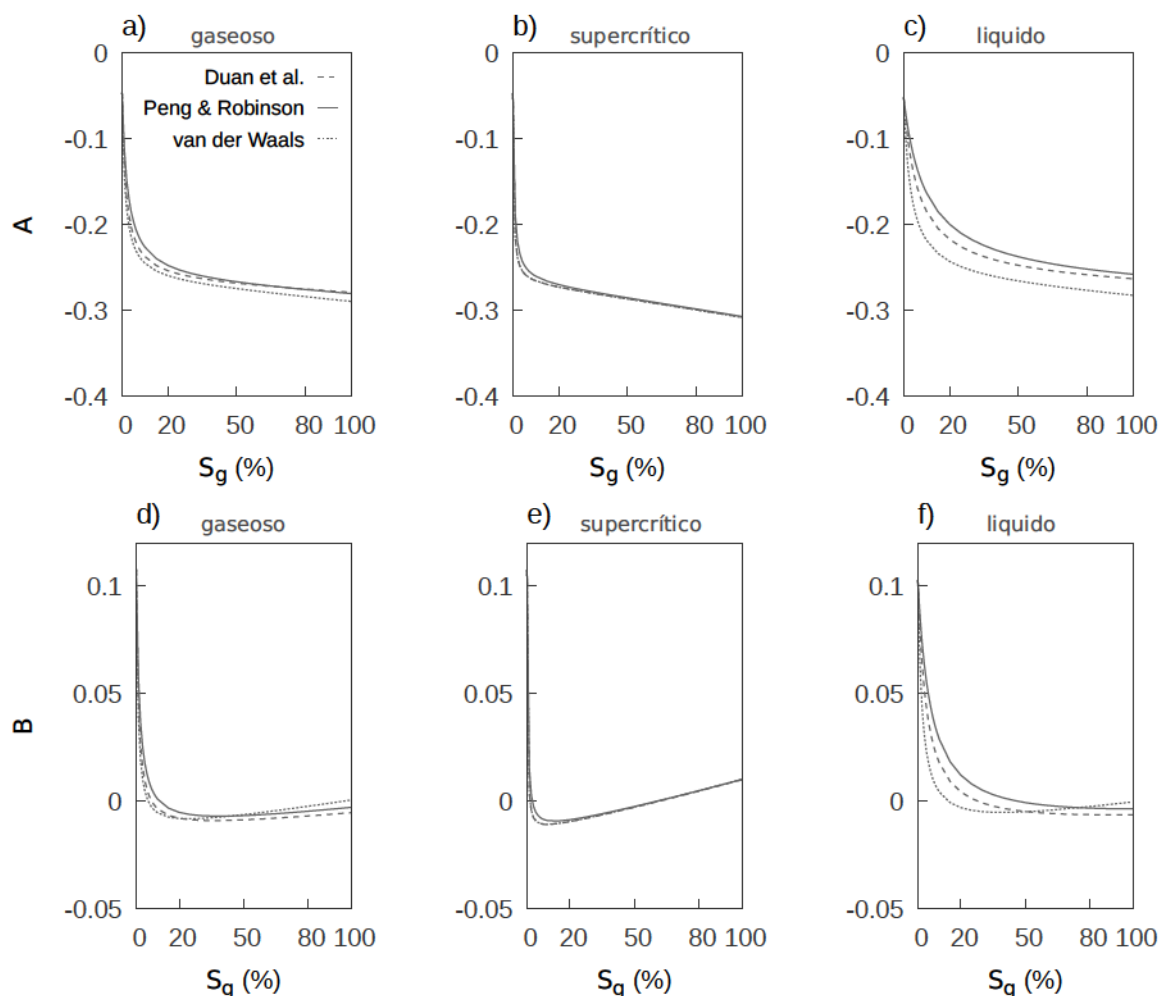 a)
gaseoso
b)
supercrítico
c)
liquido
0
-0.1
-0.2
-0.3
-0.4
Duan et al.
Peng & Robinson
van der Waals
0 20 50 80 100
0
-0.1
-0.2
-0.3
-0.4
0 20 50 80 100
0
-0.1
-0.2
-0.3
-0.4
0 20 50 80 100
A
Sg (%)
Sg (%)
Sg (%)
d)
gaseoso
e)
supercrítico
f)
liquido
0.1
0.05
0
-0.05
0 20 50 80 100
0.1
0.05
0
-0.05
0 20 50 80 100
0.1
0.05
0
-0.05
0 20 50 80 100
B
Sg (%)
Sg (%)
Sg (%)